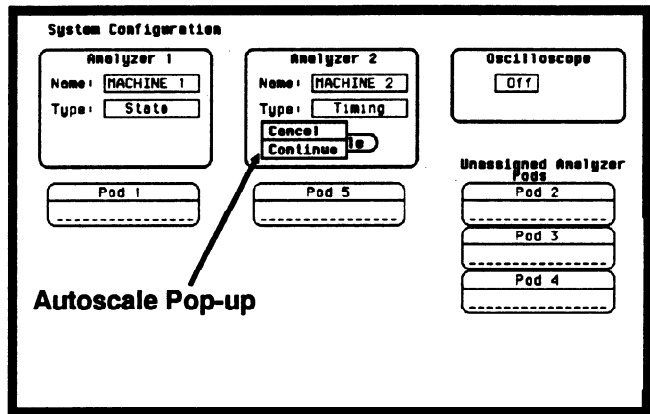 System Configuration
Analyzer 1
Name: MACHINE 1
Type: State
Analyzer 2
Name: MACHINE 2
Type: Timing
Cancel
Continue
le
Oscilloscope
Off
Pod 1
Pod 5
Unassigned Analyzer
Pods
Pod 2
Pod 3
Pod 4
Autoscale Pop-up